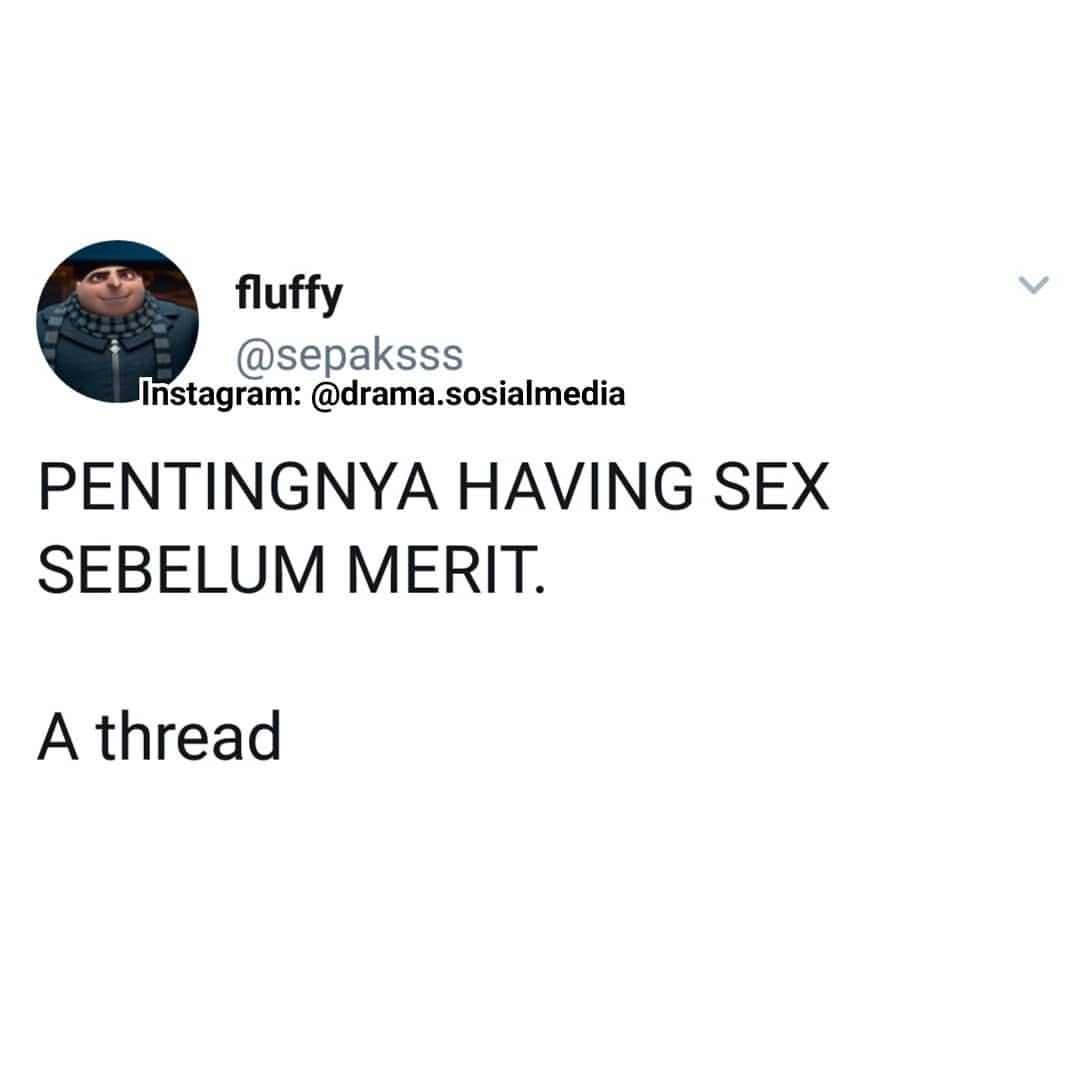 fluffy
@sepaksss
Instagram: @drama.sosialmedia
PENTINGNYA HAVING SEX
SEBELUM MERIT.
A thread